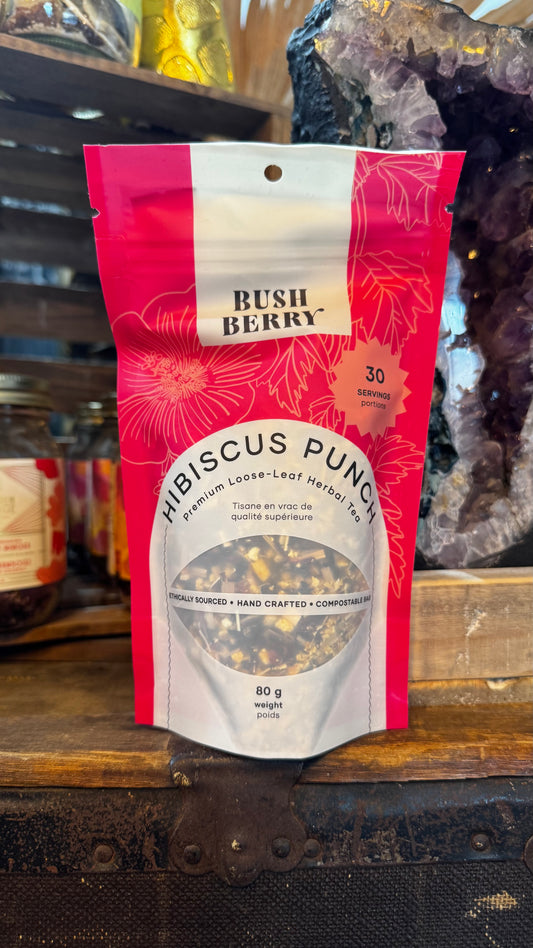 BUSH
BERRY
30
SERVINGS
portions
HIBISCUS PUNCH
Premium Loose-Leaf Herbal Tea
Tisane en vrac de
qualité supérieure
ETHICALLY SOURCED • HAND CRAFTED • COMPOSTABLE BAG
80 g
weight
poids